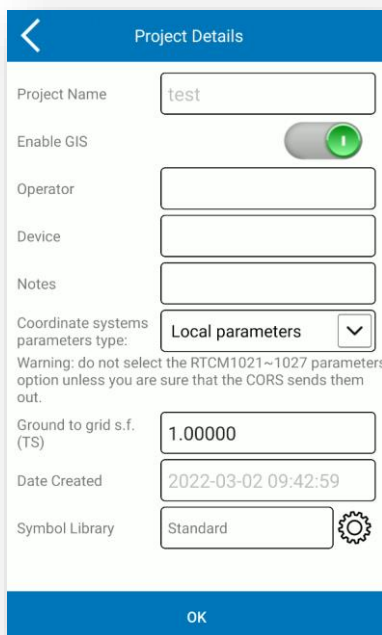 Project Details
Project Name test
Enable GIS
Operator
Device
Notes
Coordinate systems
parameters type: Local parameters
Warning: do not select the RTCM1021~1027 parameters
option unless you are sure that the CORS sends them
out.
Ground to grid s.f.
(TS) 1.00000
Date Created 2022-03-02 09:42:59
Symbol Library Standard
OK